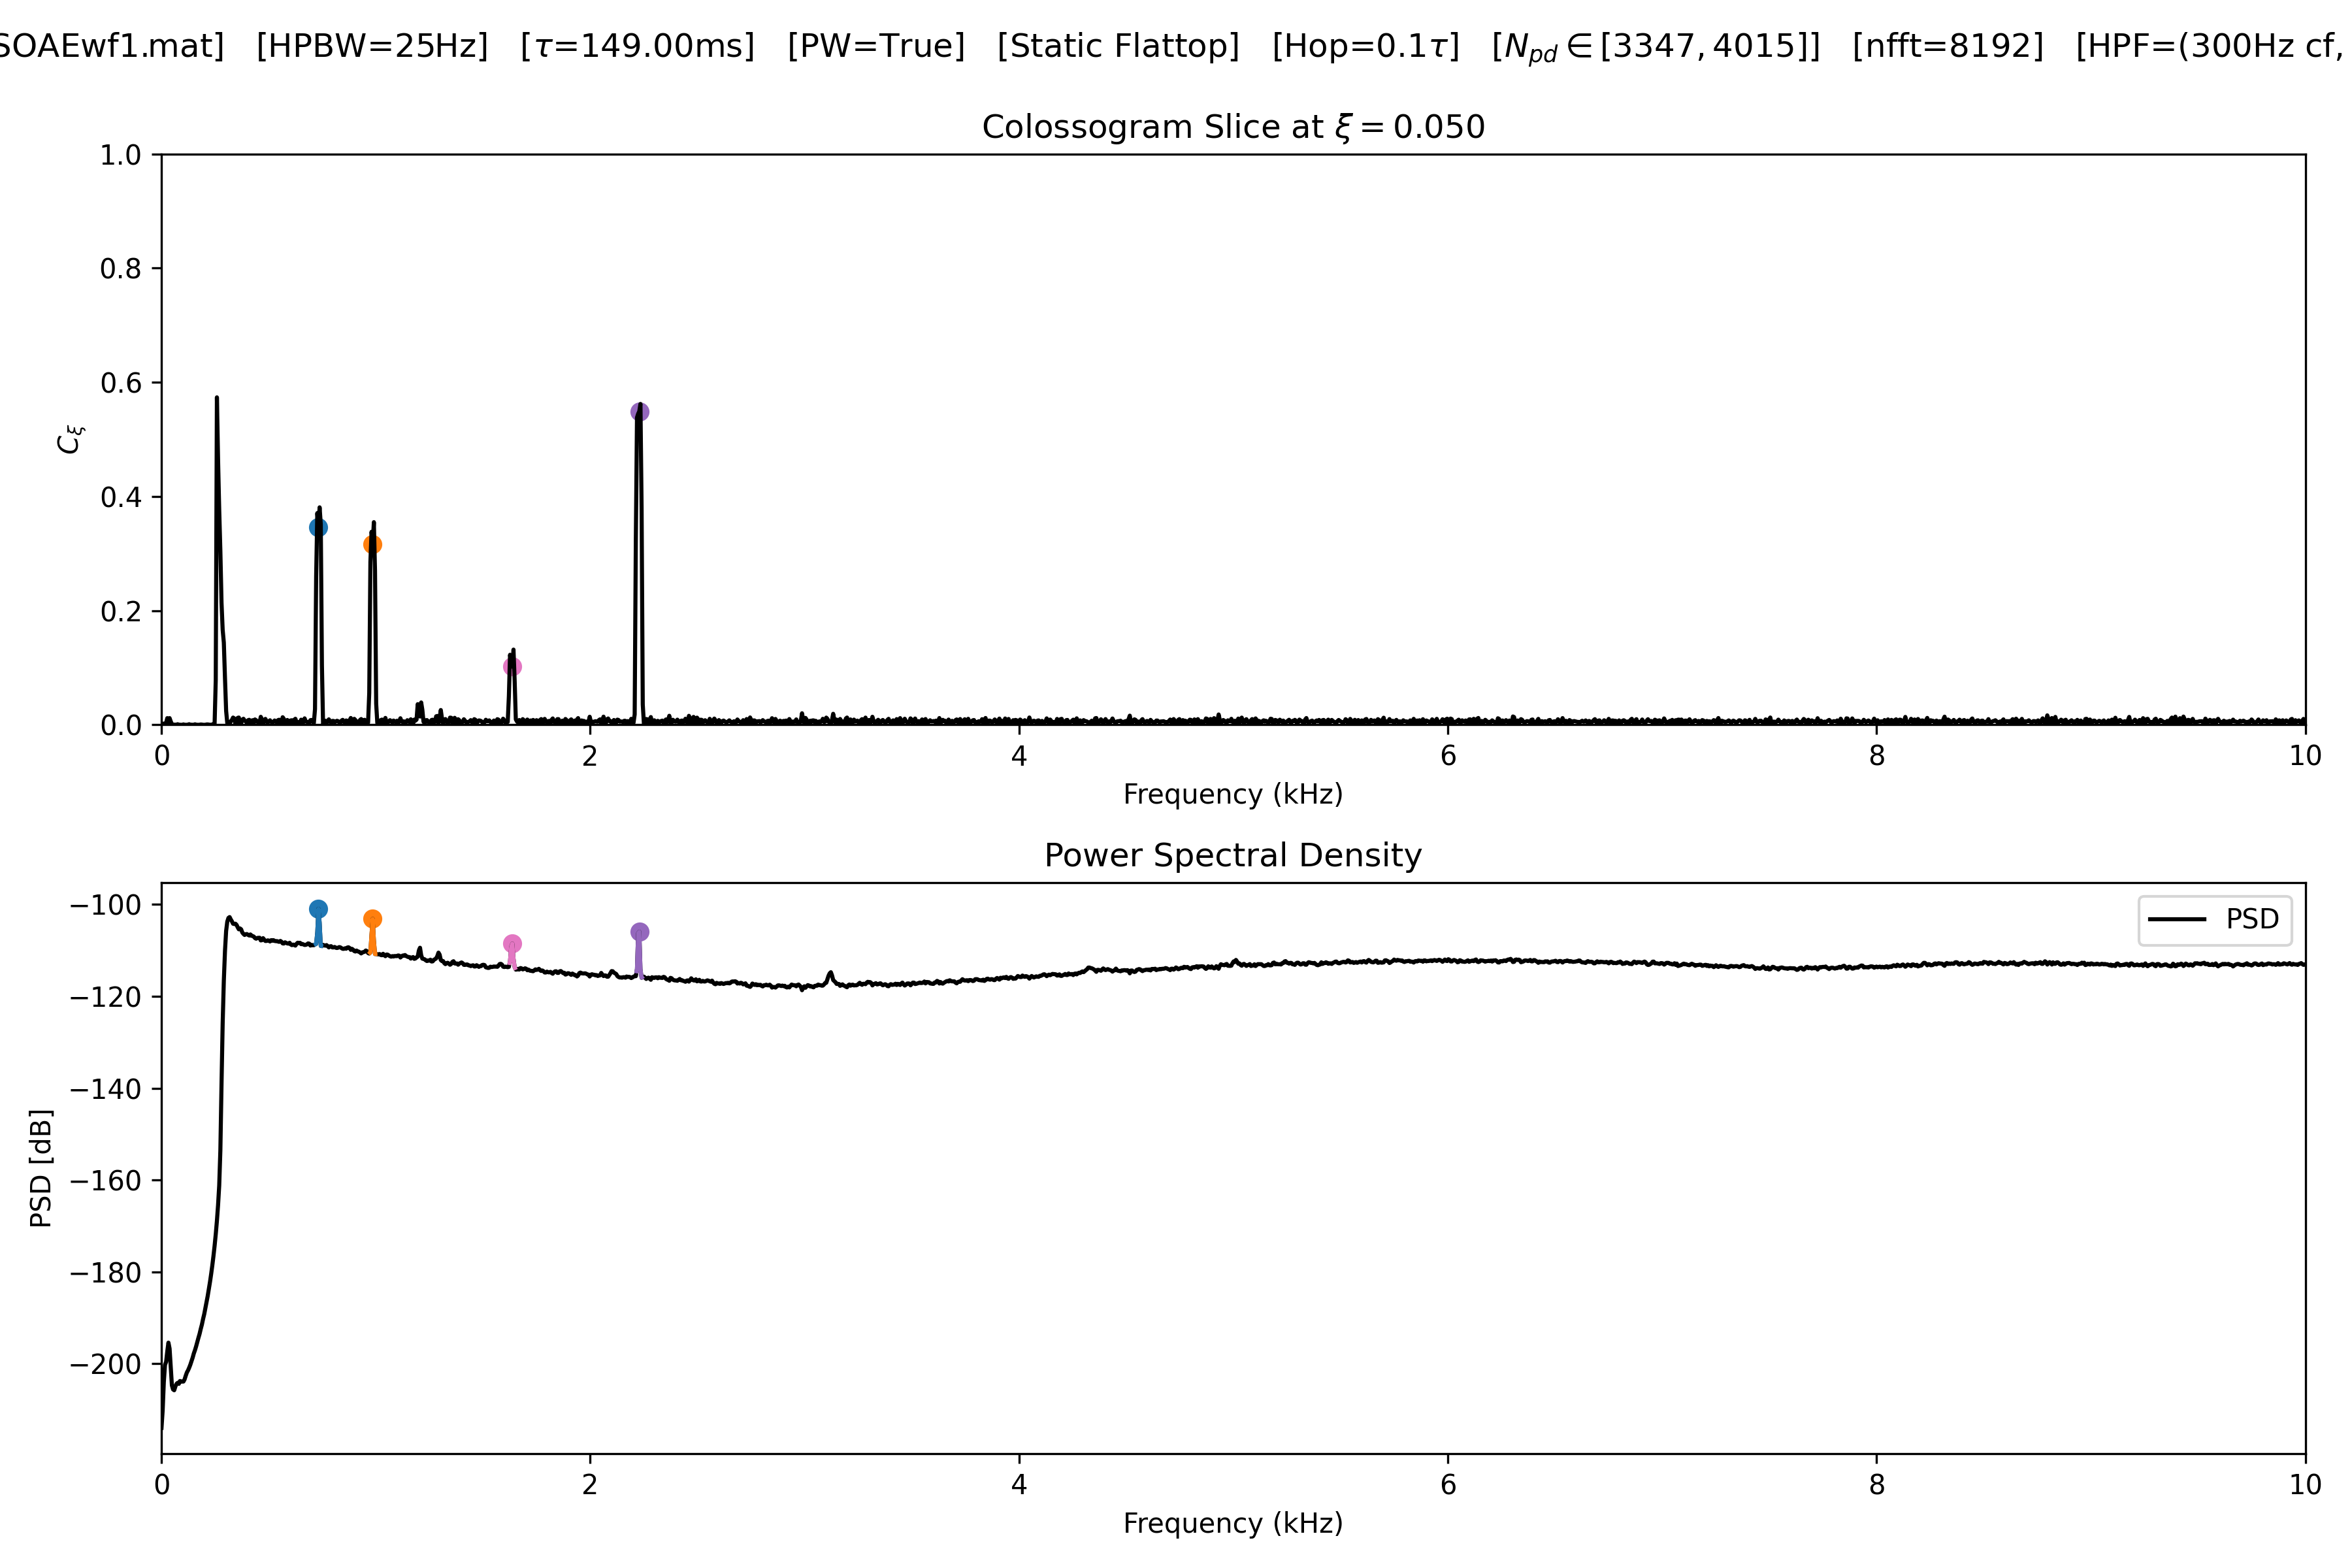 SOAEwf1.mat] [HPBW=25Hz] [τ=149.00ms] [PW=True] [Static Flattop] [Hop=0.1τ] [N_pd ∈ [3347, 4015]] [nfft=8192] [HPF=(300Hz cf,
Colossogram Slice at ξ = 0.050
1.0
0.8
0.6
0.4
0.2
0.0
C_ξ
0 2 4 6 8 10
Frequency (kHz)
Power Spectral Density
−100
−120
−140
−160
−180
−200
PSD [dB]
PSD
0 2 4 6 8 10
Frequency (kHz)